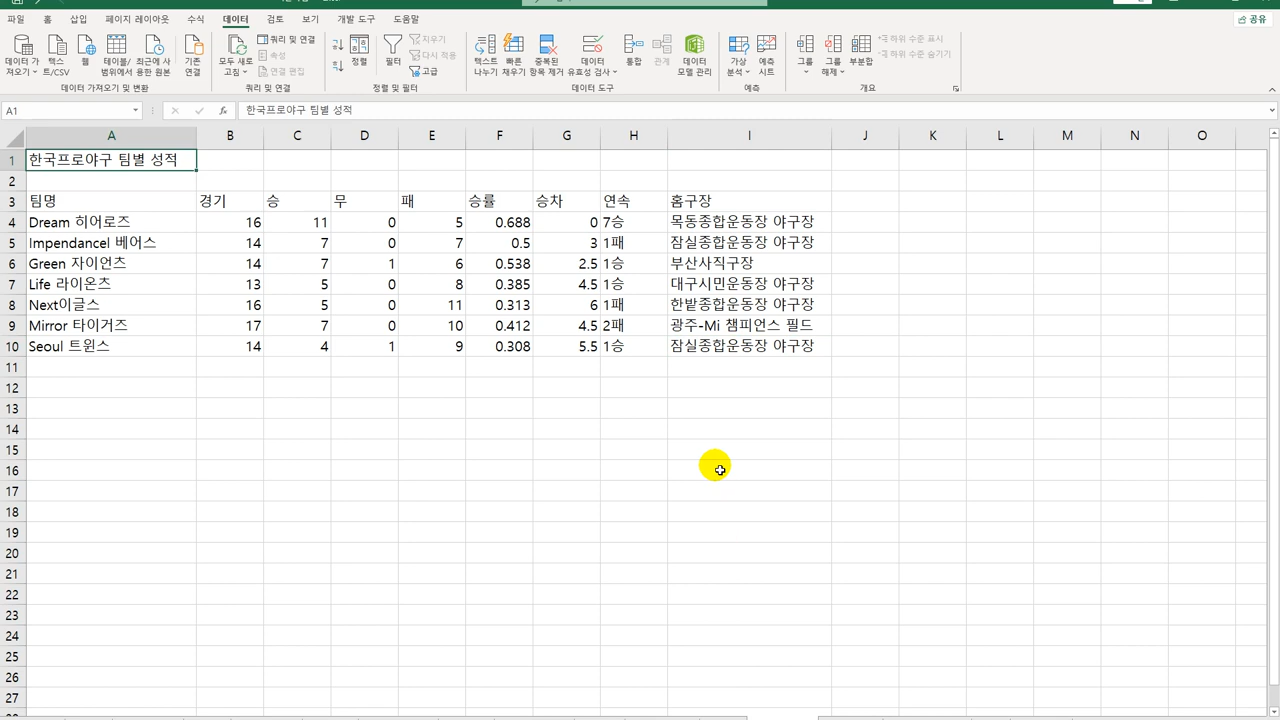 파일 홈 삽입 페이지 레이아웃 수식 데이터 검토 보기 개발 도구 도움말 공유
데이터 가져오기 텍스트/CSV 웹 테이블/범위에서 최근에 사용한 원본 기존 연결 모두 새로 고침 쿼리 및 연결 속성 연결 편집 정렬 필터 지우기 다시 적용 고급 텍스트 나누기 빠른 채우기 중복된 항목 제거 데이터 유효성 검사 통합 관계 데이터 모델 관리 가상 분석 예측 시트 그룹 그룹 해제 부분합 하위 수준 표시 하위 수준 숨기기
데이터 가져오기 및 변환 쿼리 및 연결 정렬 및 필터 데이터 도구 예측 개요
A1 fx 한국프로야구 팀별 성적
A B C D E F G H I J K L M N O
1 한국프로야구 팀별 성적
2
3 팀명 경기 승 무 패 승률 승차 연속 홈구장
4 Dream 히어로즈 16 11 0 5 0.688 0 7승 목동종합운동장 야구장
5 Impendancel 베어스 14 7 0 7 0.5 3 1패 잠실종합운동장 야구장
6 Green 자이언츠 14 7 1 6 0.538 2.5 1승 부산사직구장
7 Life 라이온츠 13 5 0 8 0.385 4.5 1승 대구시민운동장 야구장
8 Next이글스 16 5 0 11 0.313 6 1패 한밭종합운동장 야구장
9 Mirror 타이거즈 17 7 0 10 0.412 4.5 2패 광주-Mi 챔피언스 필드
10 Seoul 트윈스 14 4 1 9 0.308 5.5 1승 잠실종합운동장 야구장
11
12
13
14
15
16
17
18
19
20
21
22
23
24
25
26
27